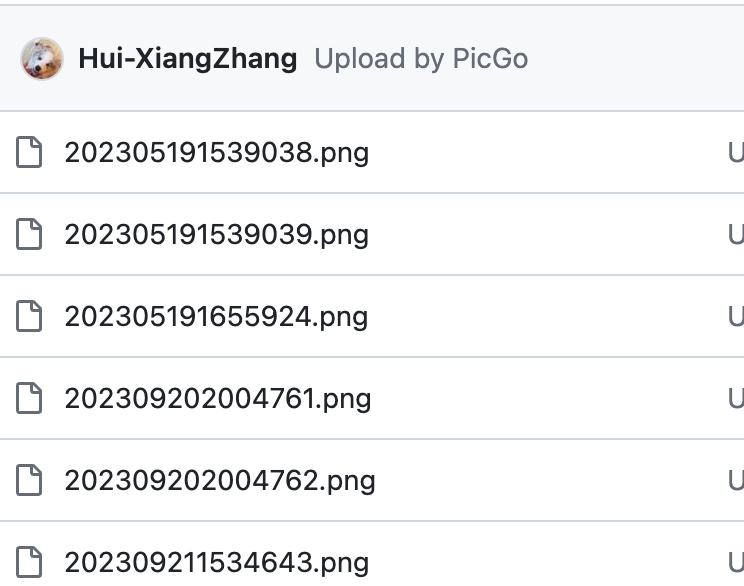 Hui-XiangZhang Upload by PicGo
202305191539038.png U
202305191539039.png U
202305191655924.png U
202309202004761.png U
202309202004762.png U
202309211534643.png U